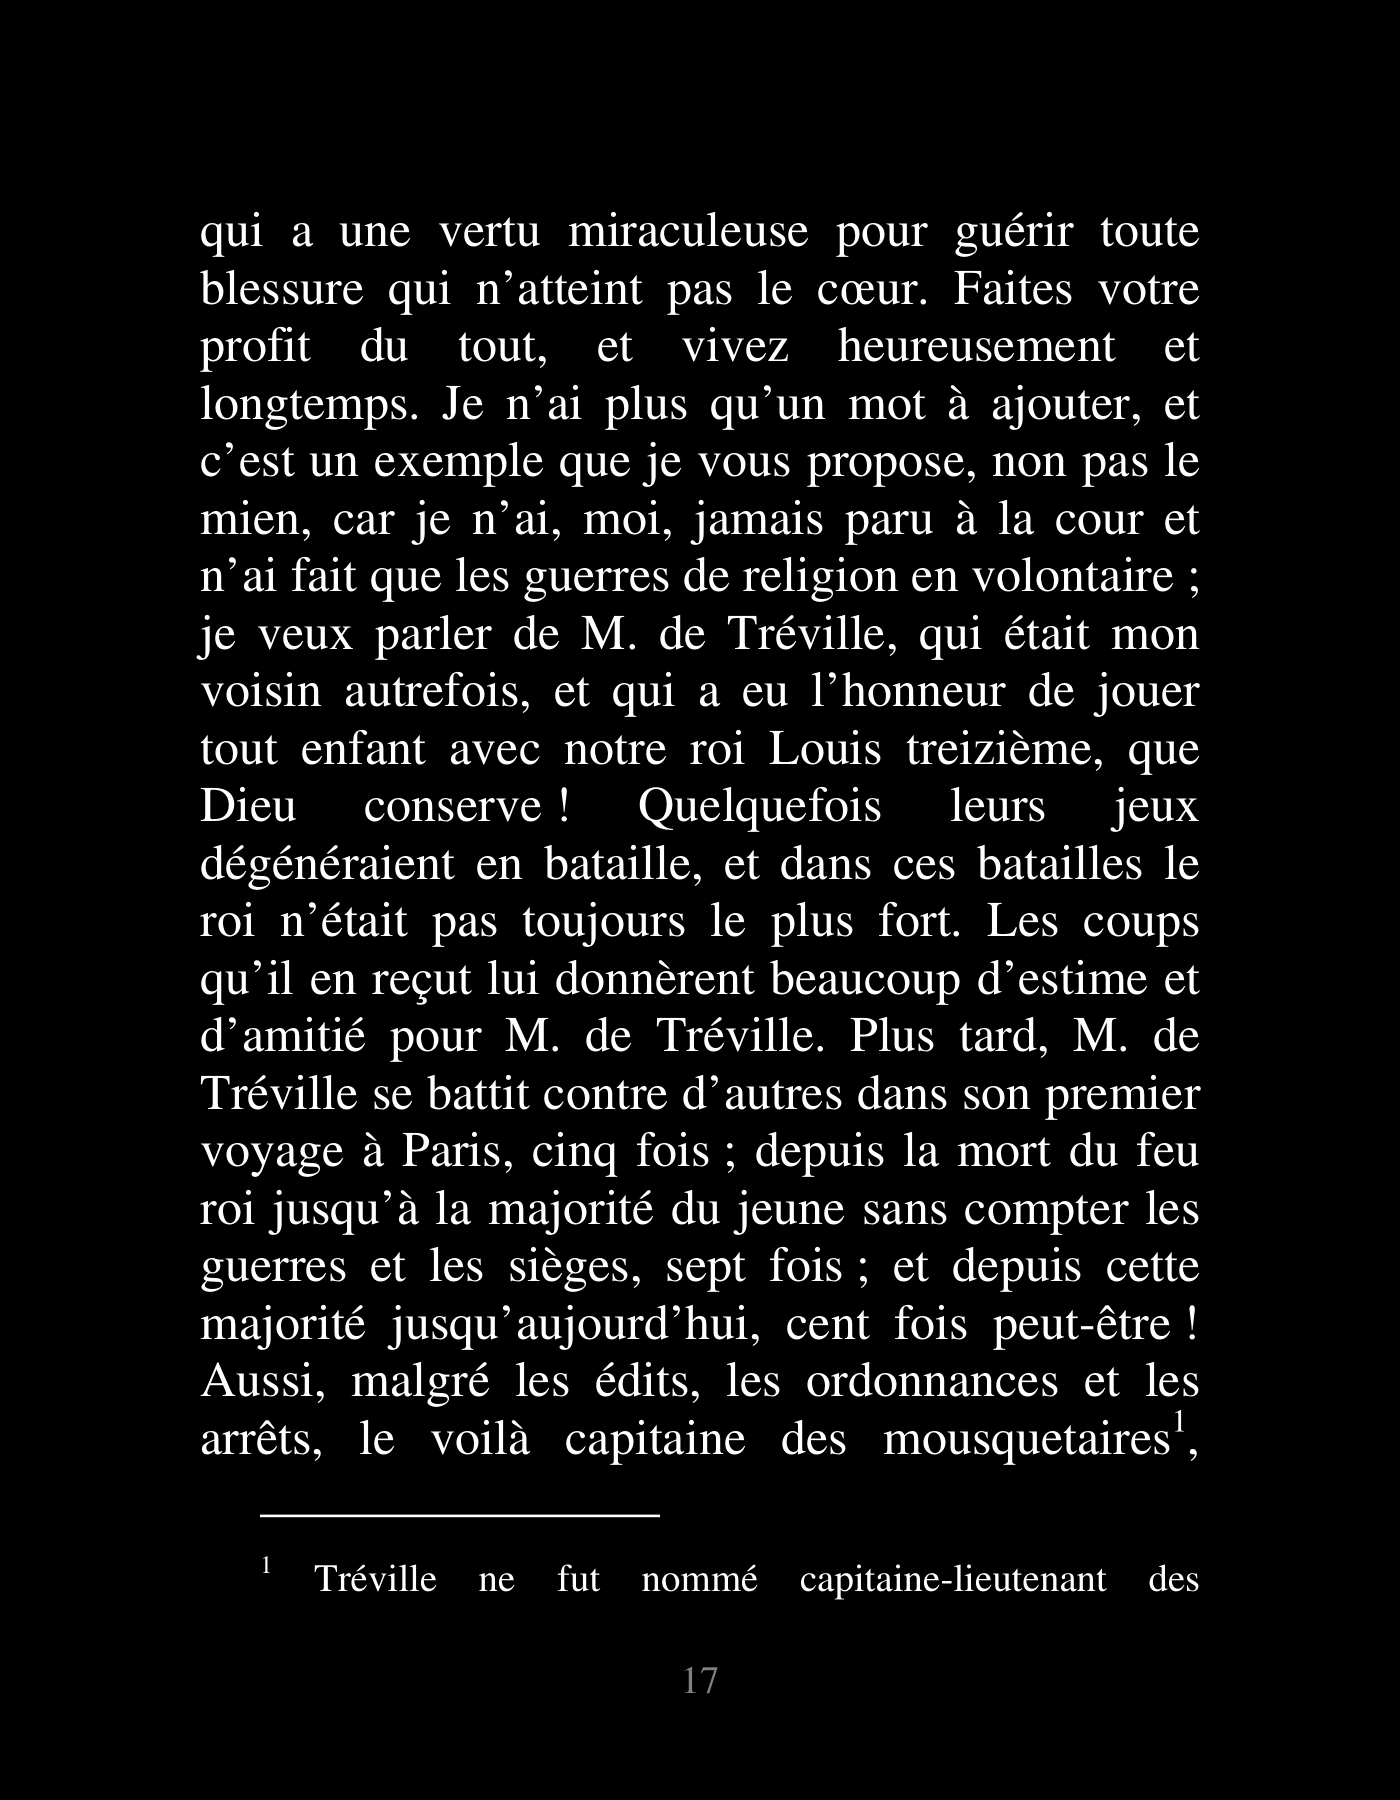 qui a une vertu miraculeuse pour guérir toute
blessure qui n’atteint pas le cœur. Faites votre
profit du tout, et vivez heureusement et
longtemps. Je n’ai plus qu’un mot à ajouter, et
c’est un exemple que je vous propose, non pas le
mien, car je n’ai, moi, jamais paru à la cour et
n’ai fait que les guerres de religion en volontaire ;
je veux parler de M. de Tréville, qui était mon
voisin autrefois, et qui a eu l’honneur de jouer
tout enfant avec notre roi Louis treizième, que
Dieu conserve ! Quelquefois leurs jeux
dégénéraient en bataille, et dans ces batailles le
roi n’était pas toujours le plus fort. Les coups
qu’il en reçut lui donnèrent beaucoup d’estime et
d’amitié pour M. de Tréville. Plus tard, M. de
Tréville se battit contre d’autres dans son premier
voyage à Paris, cinq fois ; depuis la mort du feu
roi jusqu’à la majorité du jeune sans compter les
guerres et les sièges, sept fois ; et depuis cette
majorité jusqu’aujourd’hui, cent fois peut-être !
Aussi, malgré les édits, les ordonnances et les
arrêts, le voilà capitaine des mousquetaires¹,
¹ Tréville ne fut nommé capitaine-lieutenant des
17